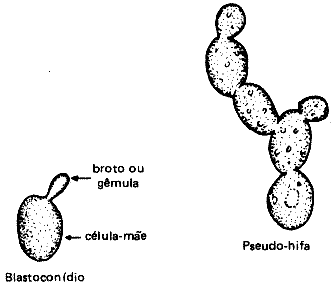 broto ou
gêmula
célula-mãe
Blastoconídio
Pseudo-hifa